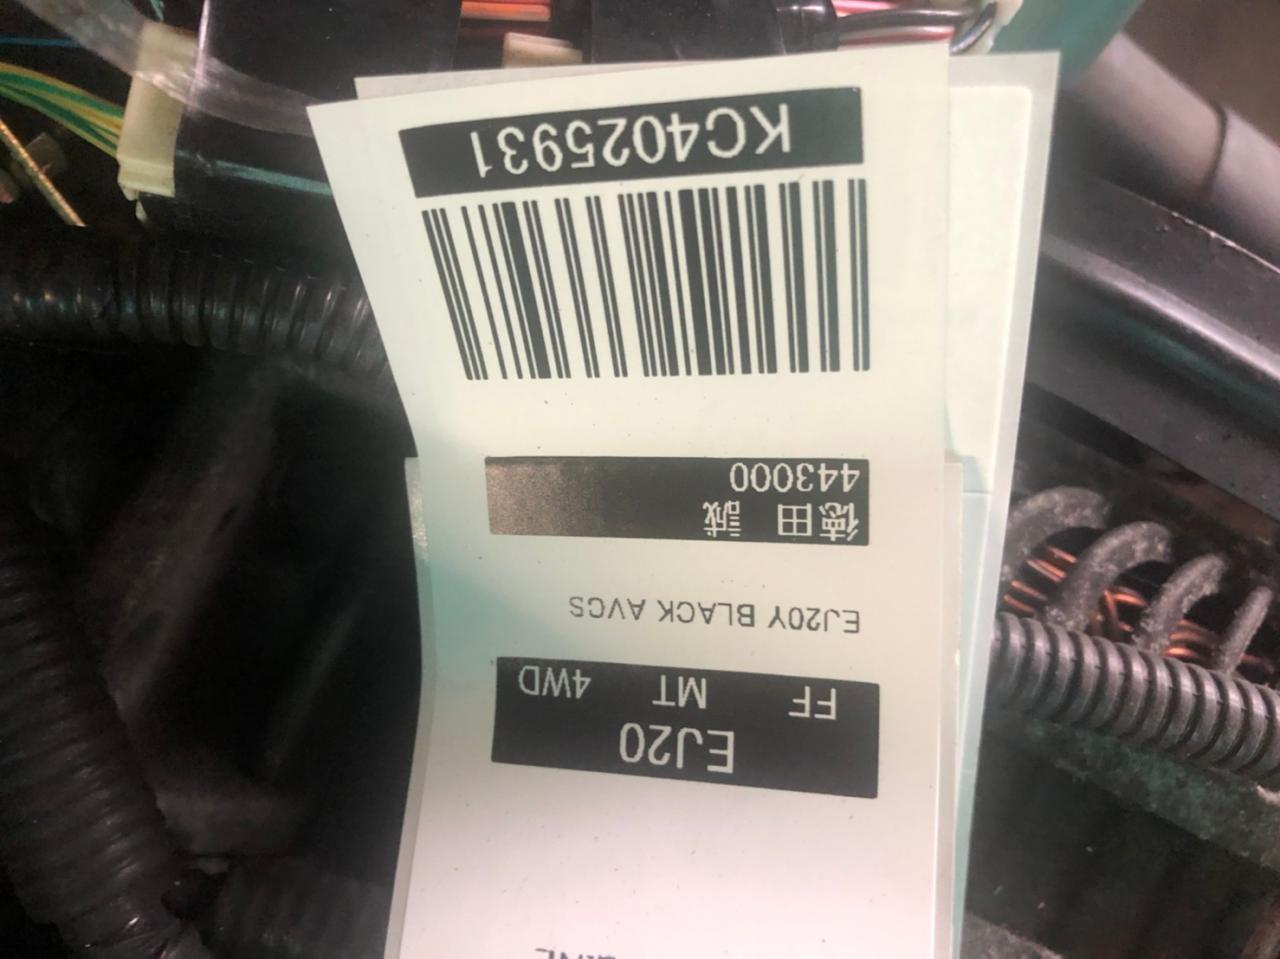 EJ20
FF MT 4WD
EJ20Y BLACK AVCS
徳田 誠
443000
KC4025931